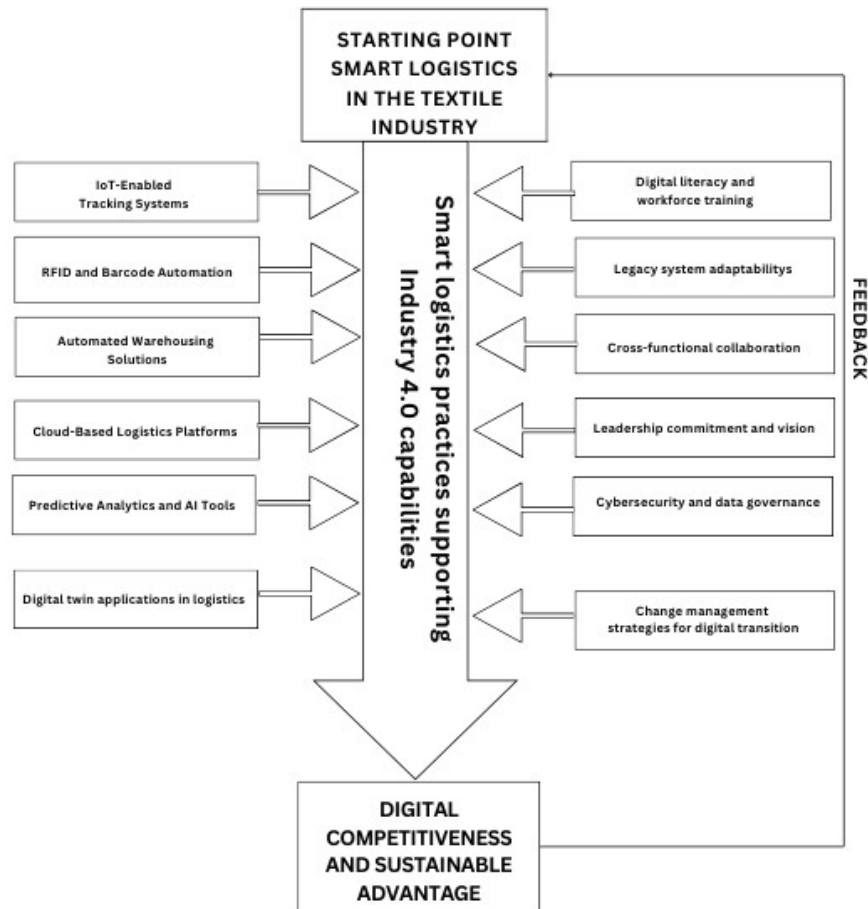 STARTING POINT
SMART LOGISTICS
IN THE TEXTILE
INDUSTRY
IoT-Enabled
Tracking Systems
RFID and Barcode Automation
Automated Warehousing
Solutions
Cloud-Based Logistics Platforms
Predictive Analytics and AI Tools
Digital twin applications in logistics
Smart logistics practices supporting
Industry 4.0 capabilities
Digital literacy and
workforce training
Legacy system adaptabilitys
Cross-functional collaboration
Leadership commitment and vision
Cybersecurity and data governance
Change management
strategies for digital transition
FEEDBACK
DIGITAL
COMPETITIVENESS
AND SUSTAINABLE
ADVANTAGE